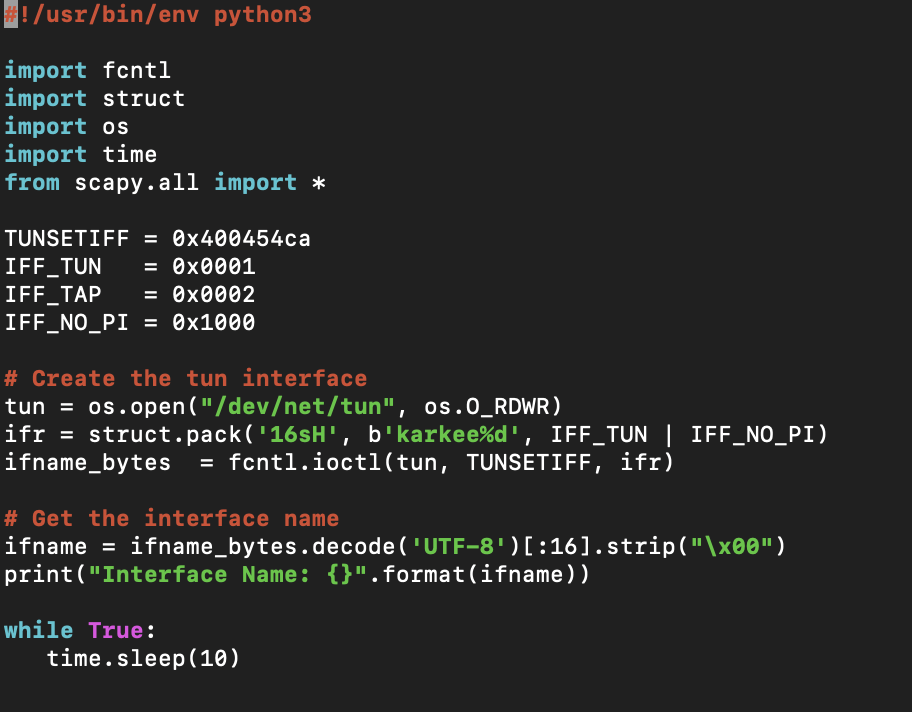 #!/usr/bin/env python3
import fcntl
import struct
import os
import time
from scapy.all import *
TUNSETIFF = 0x400454ca
IFF_TUN   = 0x0001
IFF_TAP   = 0x0002
IFF_NO_PI = 0x1000
# Create the tun interface
tun = os.open("/dev/net/tun", os.O_RDWR)
ifr = struct.pack('16sH', b'karkee%d', IFF_TUN | IFF_NO_PI)
ifname_bytes  = fcntl.ioctl(tun, TUNSETIFF, ifr)
# Get the interface name
ifname = ifname_bytes.decode('UTF-8')[:16].strip("\x00")
print("Interface Name: {}".format(ifname))
while True:
   time.sleep(10)